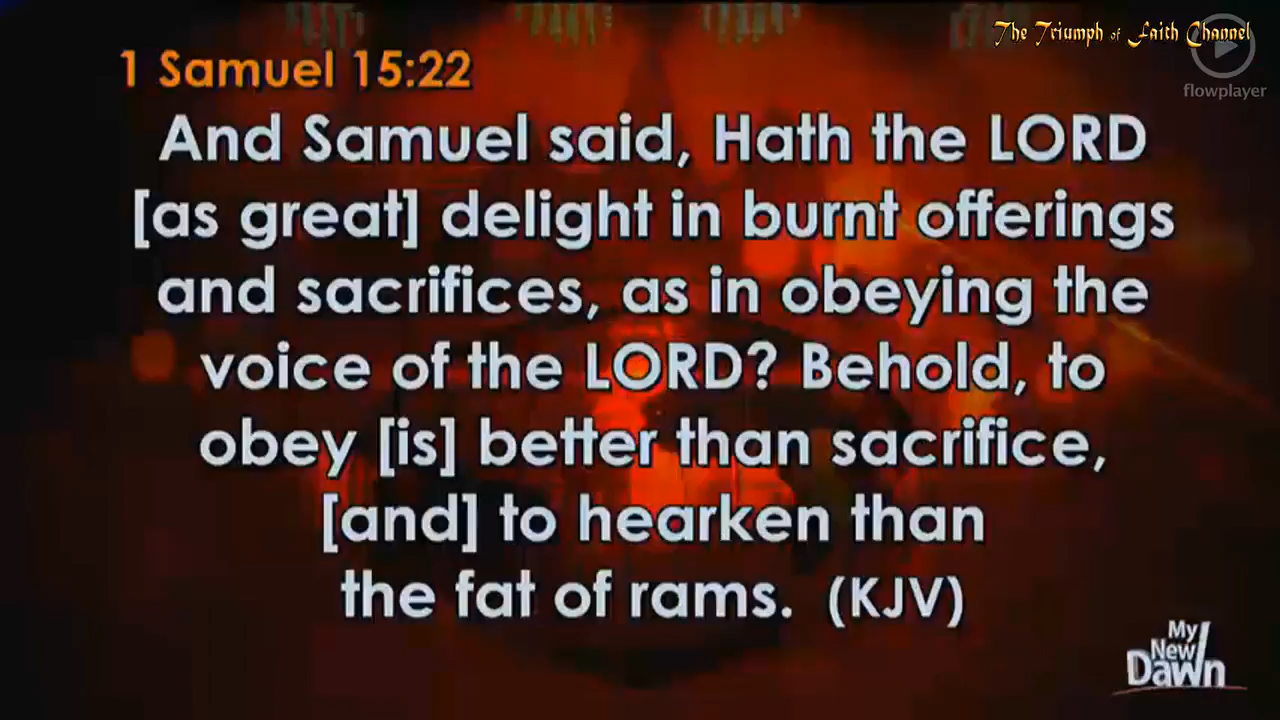 The Triumph of Faith Channel
flowplayer
1 Samuel 15:22
And Samuel said, Hath the LORD
[as great] delight in burnt offerings
and sacrifices, as in obeying the
voice of the LORD? Behold, to
obey [is] better than sacrifice,
[and] to hearken than
the fat of rams. (KJV)
My
New
Dawn